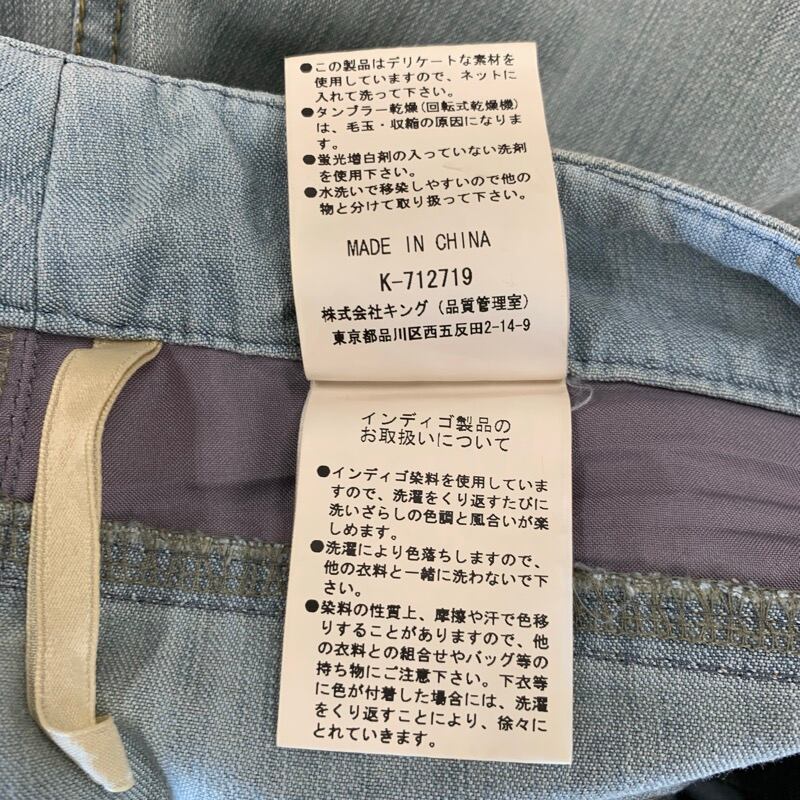 ●この製品はデリケートな素材を
使用していますので、ネットに
入れて洗って下さい。
●タンブラー乾燥(回転式乾燥機)
は、毛玉・収縮の原因になりま
す。
●蛍光増白剤の入っていない洗剤
を使用下さい。
●水洗いで移染しやすいので他の
物と分けて取り扱って下さい。
MADE IN CHINA
K-712719
株式会社キング(品質管理室)
東京都品川区西五反田2-14-9
インディゴ製品の
お取扱いについて
●インディゴ染料を使用していま
すので、洗濯をくり返すたびに
洗いざらしの色調と風合いが楽
しめます。
●洗濯により色落ちしますので、
他の衣料と一緒に洗わないで下
さい。
●染料の性質上、摩擦や汗で色移
りすることがありますので、他
の衣料との組合せやバッグ等の
持ち物にご注意下さい。下衣等
に色が付着した場合には、洗濯
をくり返すことにより、徐々に
とれていきます。